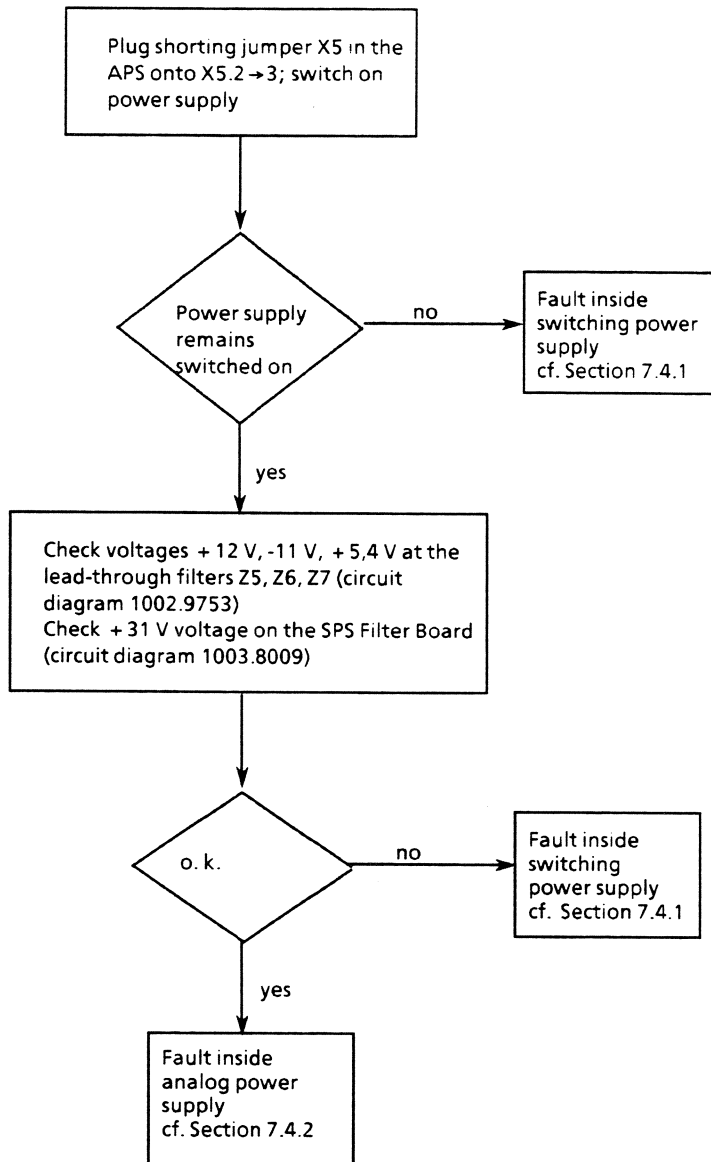 Plug shorting jumper X5 in the
APS onto X5.2→3; switch on
power supply
Power supply
remains
switched on
no
Fault inside
switching power
supply
cf. Section 7.4.1
yes
Check voltages + 12 V, -11 V, + 5,4 V at the
lead-through filters Z5, Z6, Z7 (circuit
diagram 1002.9753)
Check + 31 V voltage on the SPS Filter Board
(circuit diagram 1003.8009)
o. k.
no
Fault inside
switching
power supply
cf. Section 7.4.1
yes
Fault inside
analog power
supply
cf. Section 7.4.2